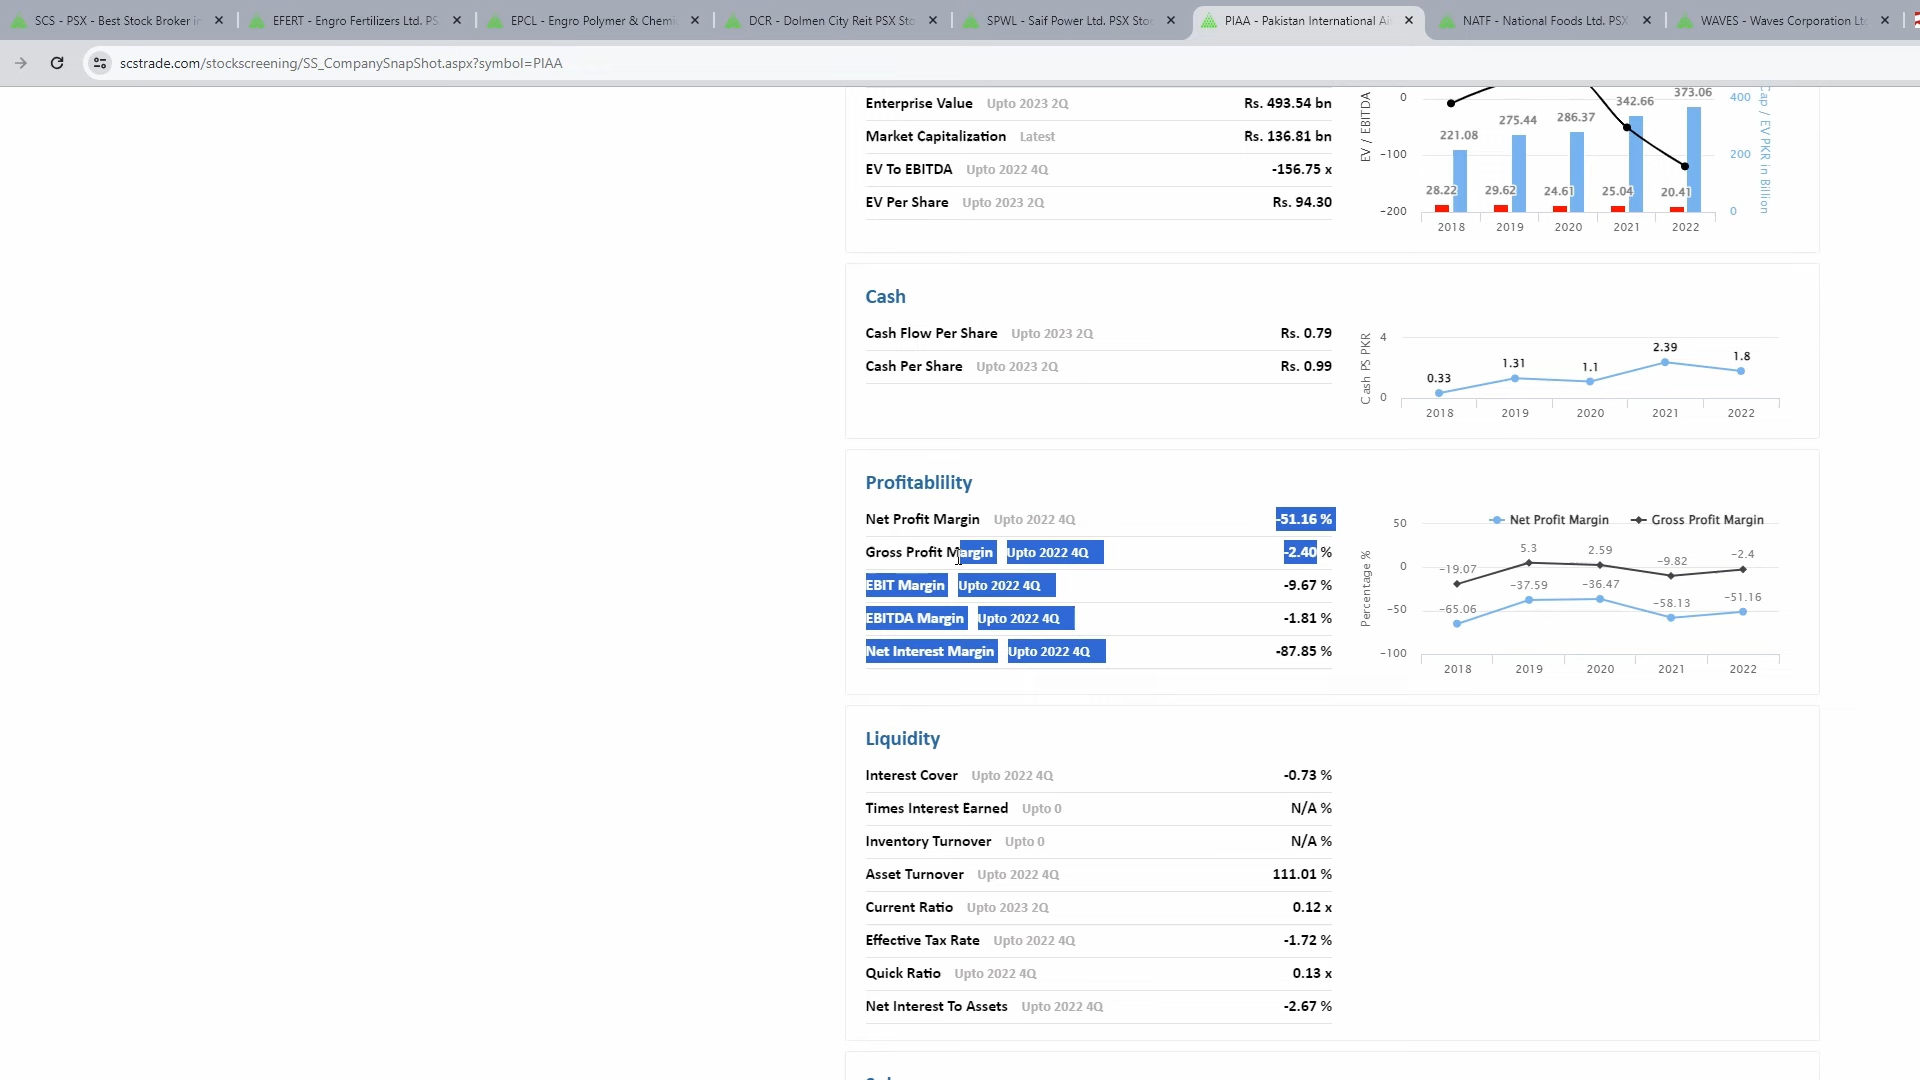 SCS - PSX - Best Stock Broker in
EFERT - Engro Fertilizers Ltd. PS
EPCL - Engro Polymer & Chemi
DCR - Dolmen City Reit PSX Sto
SPWL - Saif Power Ltd. PSX Sto
PIAA - Pakistan International Ai
NATF - National Foods Ltd. PSX
WAVES - Waves Corporation Lt
scstrade.com/stockscreening/SS_CompanySnapShot.aspx?symbol=PIAA
Enterprise Value Upto 2023 2Q Rs. 493.54 bn
Market Capitalization Latest Rs. 136.81 bn
EV To EBITDA Upto 2022 4Q -156.75 x
EV Per Share Upto 2023 2Q Rs. 94.30
EV / EBITDA
0
-100
-200
221.08 275.44 286.37 342.66 373.06
28.22 29.62 24.61 25.04 20.41
2018 2019 2020 2021 2022
400
200
0
Cap / EV PKR in Billion
Cash
Cash Flow Per Share Upto 2023 2Q Rs. 0.79
Cash Per Share Upto 2023 2Q Rs. 0.99
Cash PS PKR
4
0
0.33 1.31 1.1 2.39 1.8
2018 2019 2020 2021 2022
Profitablility
Net Profit Margin Upto 2022 4Q -51.16 %
Gross Profit Margin Upto 2022 4Q -2.40 %
EBIT Margin Upto 2022 4Q -9.67 %
EBITDA Margin Upto 2022 4Q -1.81 %
Net Interest Margin Upto 2022 4Q -87.85 %
Percentage %
Net Profit Margin Gross Profit Margin
50
0
-50
-100
-19.07 5.3 2.59 -9.82 -2.4
-65.06 -37.59 -36.47 -58.13 -51.16
2018 2019 2020 2021 2022
Liquidity
Interest Cover Upto 2022 4Q -0.73 %
Times Interest Earned Upto 0 N/A %
Inventory Turnover Upto 0 N/A %
Asset Turnover Upto 2022 4Q 111.01 %
Current Ratio Upto 2023 2Q 0.12 x
Effective Tax Rate Upto 2022 4Q -1.72 %
Quick Ratio Upto 2022 4Q 0.13 x
Net Interest To Assets Upto 2022 4Q -2.67 %